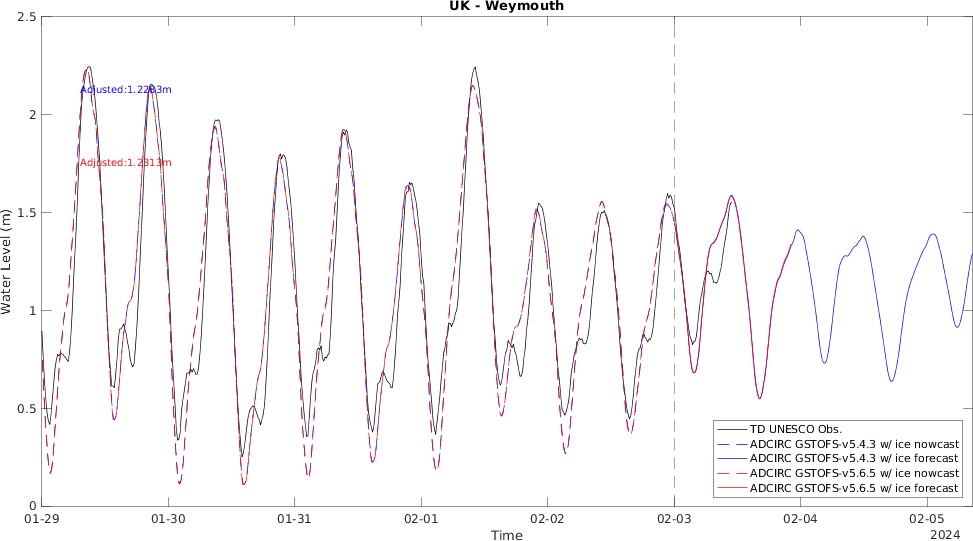 UK - Weymouth
2.5
2
1.5
1
0.5
0
Water Level (m)
Adjusted:1.2293m
Adjusted:1.2313m
TD UNESCO Obs.
ADCIRC GSTOFS-v5.4.3 w/ ice nowcast
ADCIRC GSTOFS-v5.4.3 w/ ice forecast
ADCIRC GSTOFS-v5.6.5 w/ ice nowcast
ADCIRC GSTOFS-v5.6.5 w/ ice forecast
01-29 01-30 01-31 02-01 02-02 02-03 02-04 02-05
Time
2024